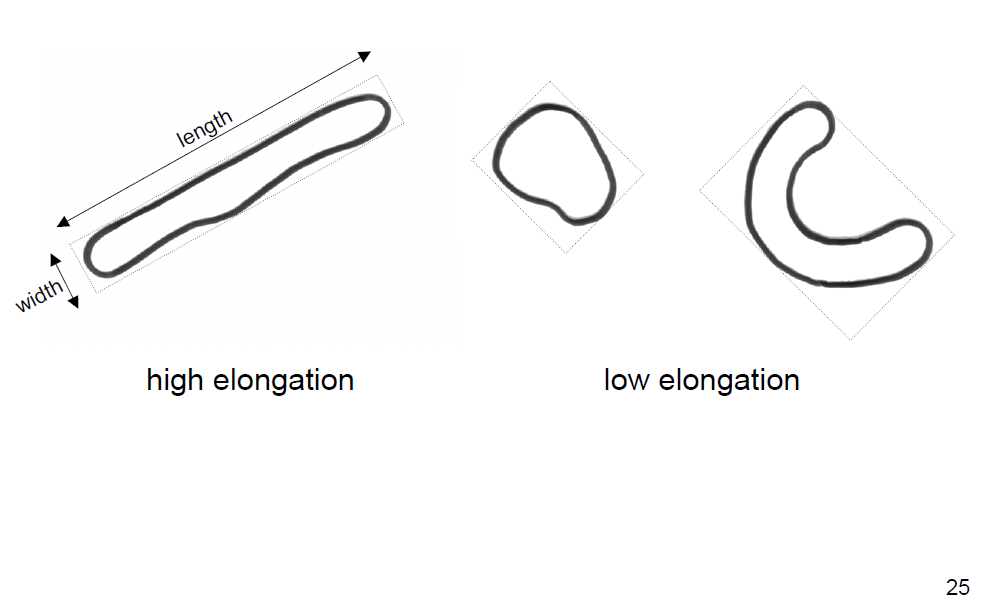 length
width
high elongation
low elongation
25